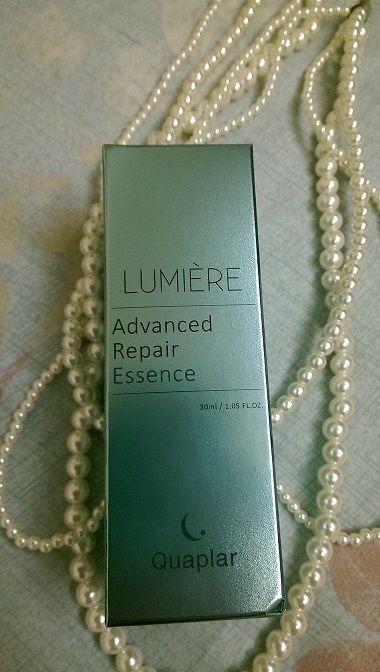 LUMIÈRE
Advanced
Repair
Essence
30ml / 1.05 FL.OZ.
Quaplar